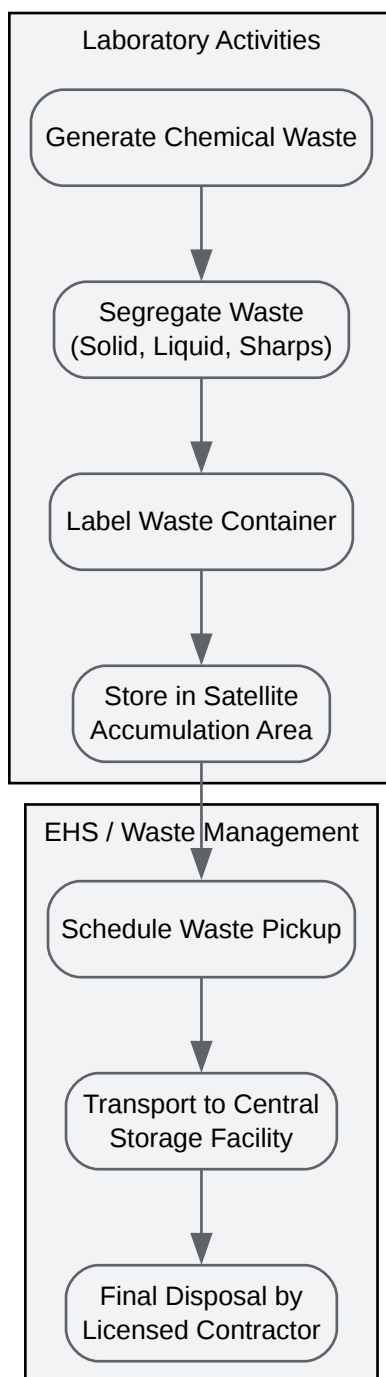 Laboratory Activities
Generate Chemical Waste
Segregate Waste
(Solid, Liquid, Sharps)
Label Waste Container
Store in Satellite
Accumulation Area
EHS / Waste Management
Schedule Waste Pickup
Transport to Central
Storage Facility
Final Disposal by
Licensed Contractor